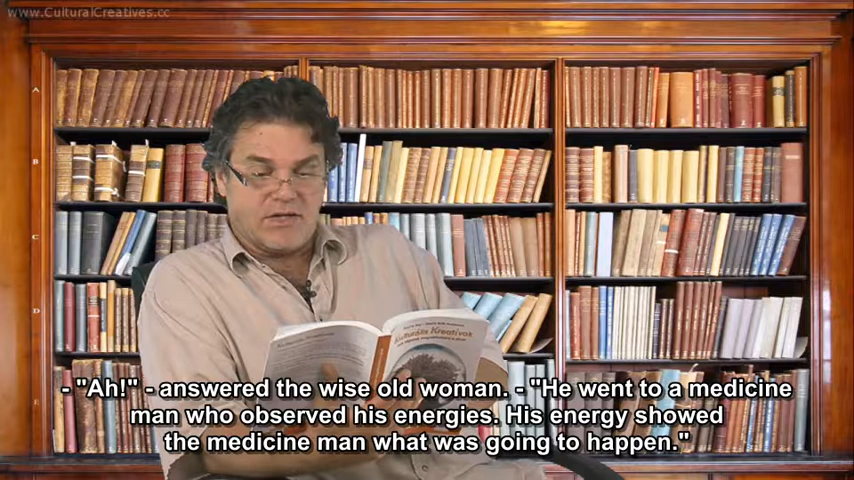 www.CulturalCreatives.cc
A
B
C
D
E
Kulturális Kreatívok
- "Ah!" - answered the wise old woman. - "He went to a medicine
man who observed his energies. His energy showed
the medicine man what was going to happen."